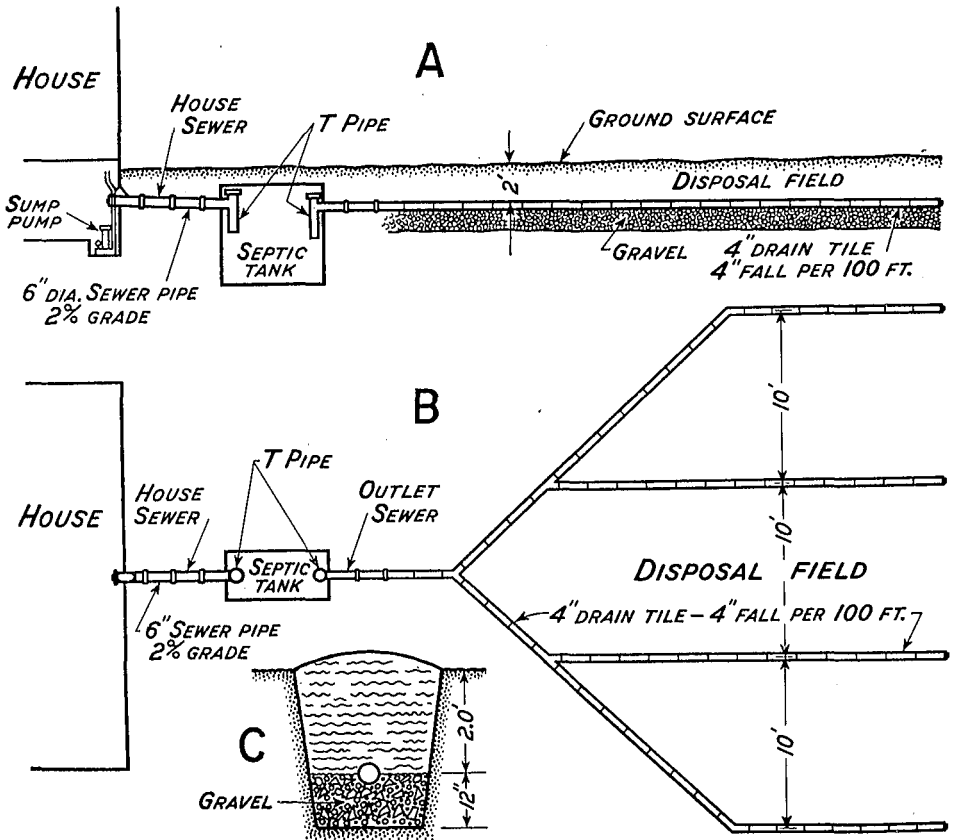 A
HOUSE
HOUSE
SEWER
T PIPE
GROUND SURFACE
2'
DISPOSAL FIELD
SUMP
PUMP
SEPTIC
TANK
GRAVEL
4" DRAIN TILE
4" FALL PER 100 FT.
6" DIA. SEWER PIPE
2% GRADE
B
10'
T PIPE
HOUSE
HOUSE
SEWER
OUTLET
SEWER
10'
SEPTIC
TANK
DISPOSAL FIELD
4" DRAIN TILE - 4" FALL PER 100 FT.
6" SEWER PIPE
2% GRADE
C
2.0'
10'
GRAVEL
12"